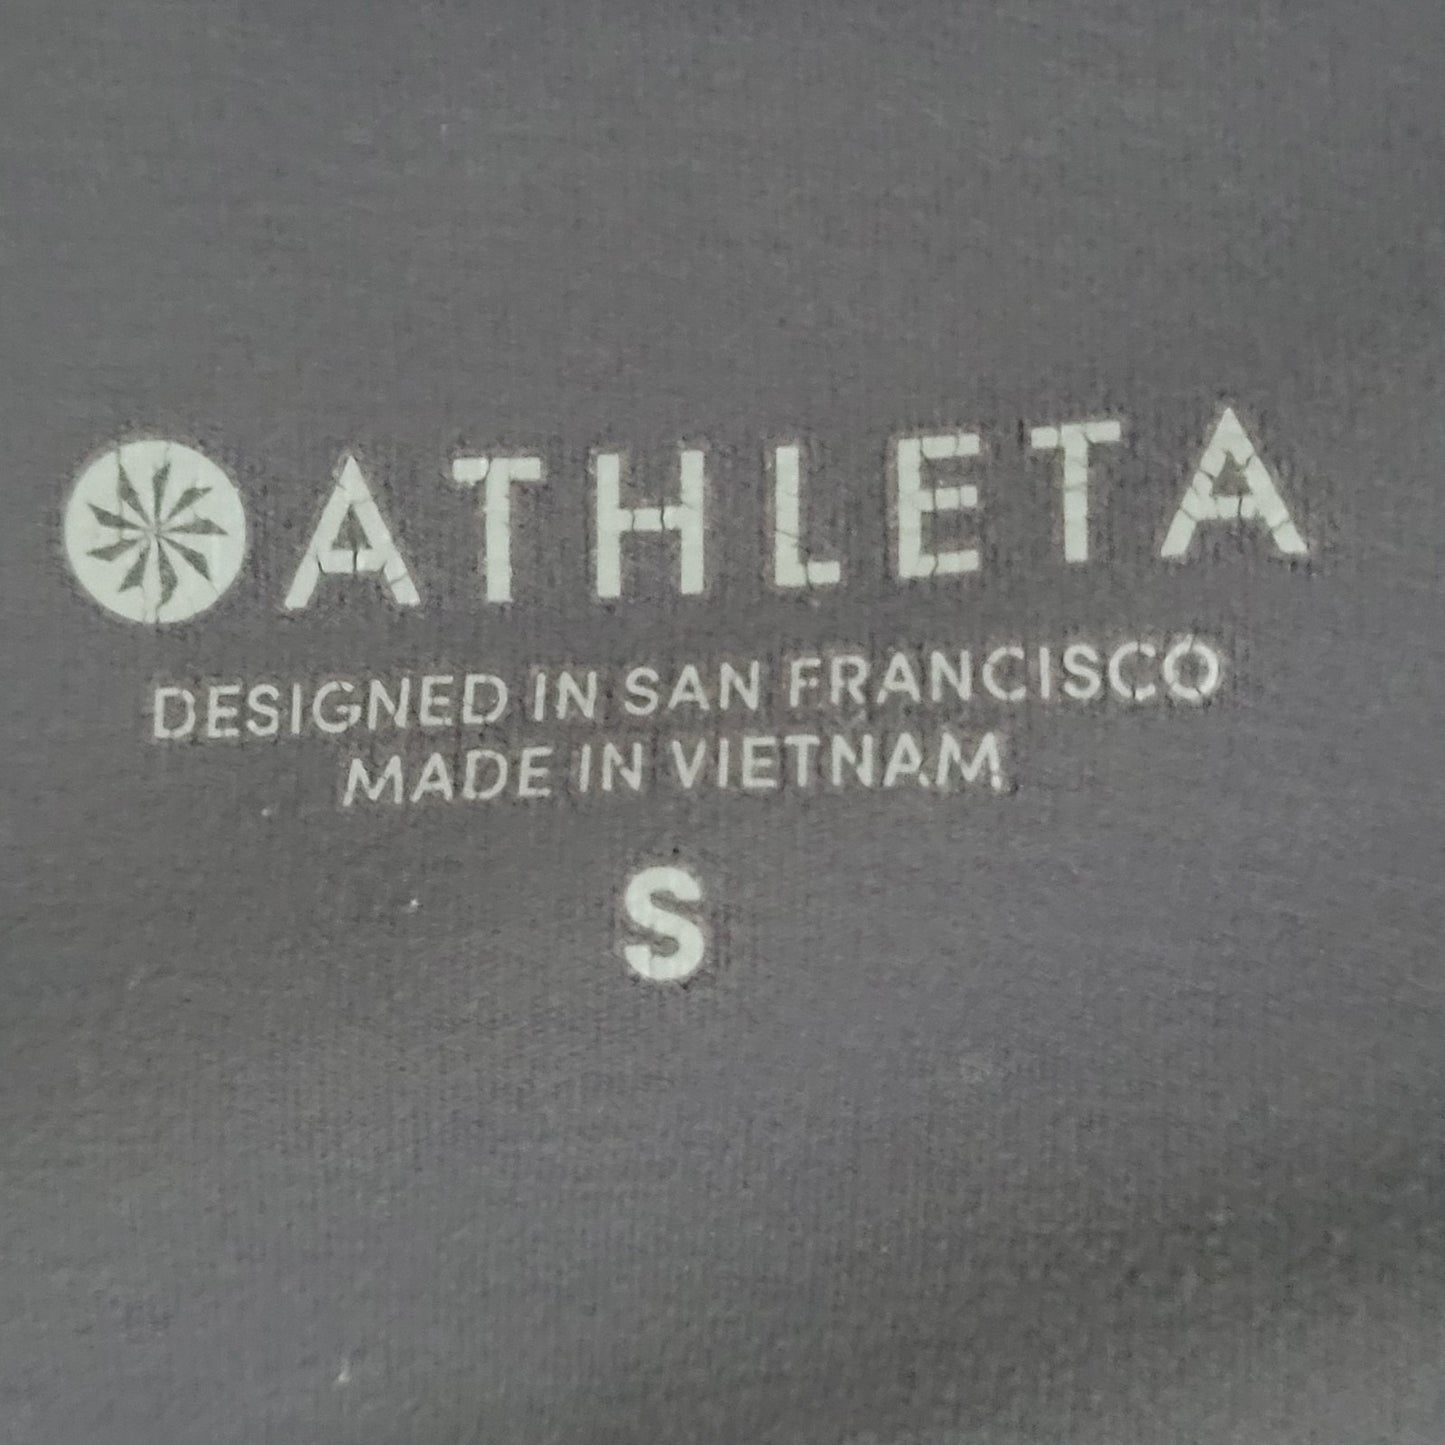 ATHLETA
DESIGNED IN SAN FRANCISCO
MADE IN VIETNAM
S